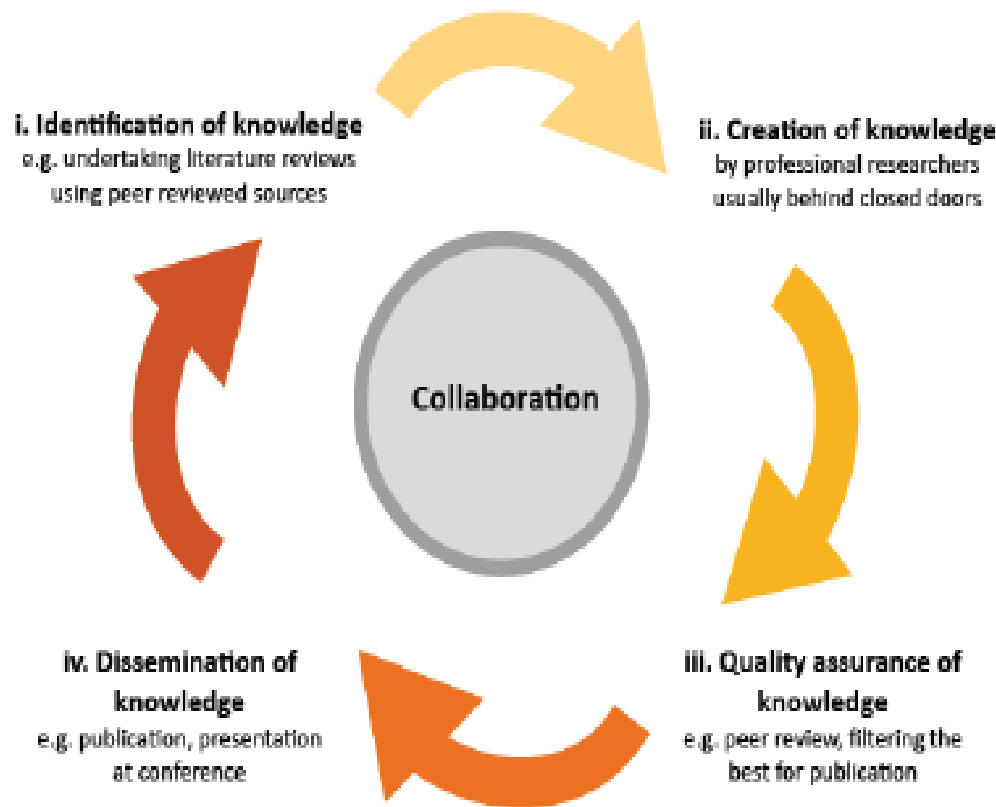 i. Identification of knowledge
e.g. undertaking literature reviews
using peer reviewed sources
ii. Creation of knowledge
by professional researchers
usually behind closed doors
Collaboration
iv. Dissemination of
knowledge
e.g. publication, presentation
at conference
iii. Quality assurance of
knowledge
e.g. peer review, filtering the
best for publication